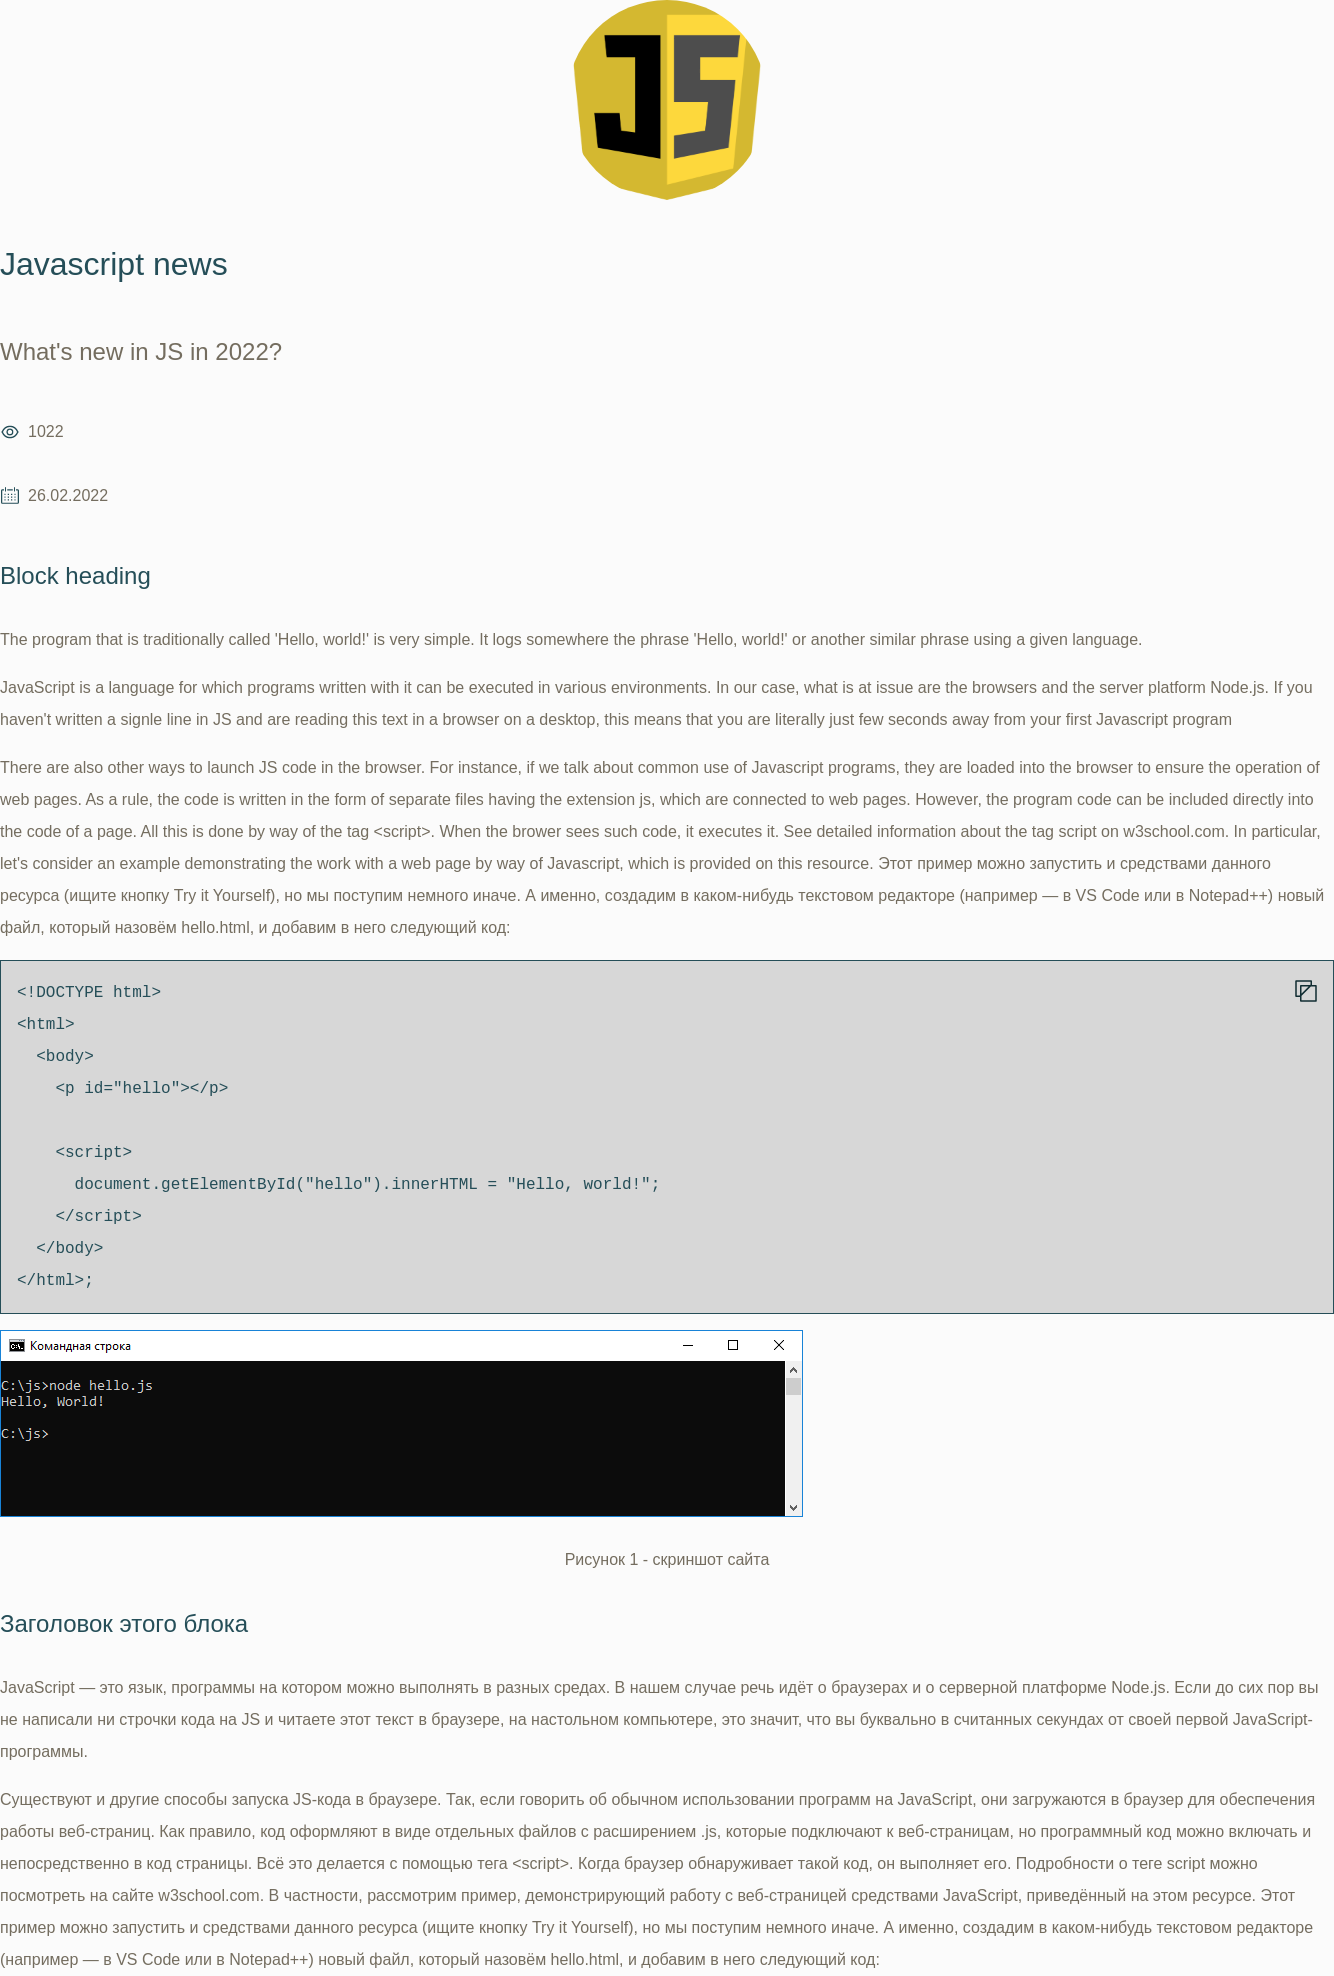 JS
Javascript news
What's new in JS in 2022?
1022
26.02.2022
Block heading
The program that is traditionally called 'Hello, world!' is very simple. It logs somewhere the phrase 'Hello, world!' or another similar phrase using a given language.
JavaScript is a language for which programs written with it can be executed in various environments. In our case, what is at issue are the browsers and the server platform Node.js. If you
haven't written a signle line in JS and are reading this text in a browser on a desktop, this means that you are literally just few seconds away from your first Javascript program
There are also other ways to launch JS code in the browser. For instance, if we talk about common use of Javascript programs, they are loaded into the browser to ensure the operation of
web pages. As a rule, the code is written in the form of separate files having the extension js, which are connected to web pages. However, the program code can be included directly into
the code of a page. All this is done by way of the tag <script>. When the brower sees such code, it executes it. See detailed information about the tag script on w3school.com. In particular,
let's consider an example demonstrating the work with a web page by way of Javascript, which is provided on this resource. Этот пример можно запустить и средствами данного
ресурса (ищите кнопку Try it Yourself), но мы поступим немного иначе. А именно, создадим в каком-нибудь текстовом редакторе (например — в VS Code или в Notepad++) новый
файл, который назовём hello.html, и добавим в него следующий код:
<!DOCTYPE html>
<html>
  <body>
    <p id="hello"></p>
    <script>
      document.getElementById("hello").innerHTML = "Hello, world!";
    </script>
  </body>
</html>;
Командная строка
C:\js>node hello.js
Hello, World!
C:\js>
Рисунок 1 - скриншот сайта
Заголовок этого блока
JavaScript — это язык, программы на котором можно выполнять в разных средах. В нашем случае речь идёт о браузерах и о серверной платформе Node.js. Если до сих пор вы
не написали ни строчки кода на JS и читаете этот текст в браузере, на настольном компьютере, это значит, что вы буквально в считанных секундах от своей первой JavaScript-
программы.
Существуют и другие способы запуска JS-кода в браузере. Так, если говорить об обычном использовании программ на JavaScript, они загружаются в браузер для обеспечения
работы веб-страниц. Как правило, код оформляют в виде отдельных файлов с расширением .js, которые подключают к веб-страницам, но программный код можно включать и
непосредственно в код страницы. Всё это делается с помощью тега <script>. Когда браузер обнаруживает такой код, он выполняет его. Подробности о теге script можно
посмотреть на сайте w3school.com. В частности, рассмотрим пример, демонстрирующий работу с веб-страницей средствами JavaScript, приведённый на этом ресурсе. Этот
пример можно запустить и средствами данного ресурса (ищите кнопку Try it Yourself), но мы поступим немного иначе. А именно, создадим в каком-нибудь текстовом редакторе
(например — в VS Code или в Notepad++) новый файл, который назовём hello.html, и добавим в него следующий код: